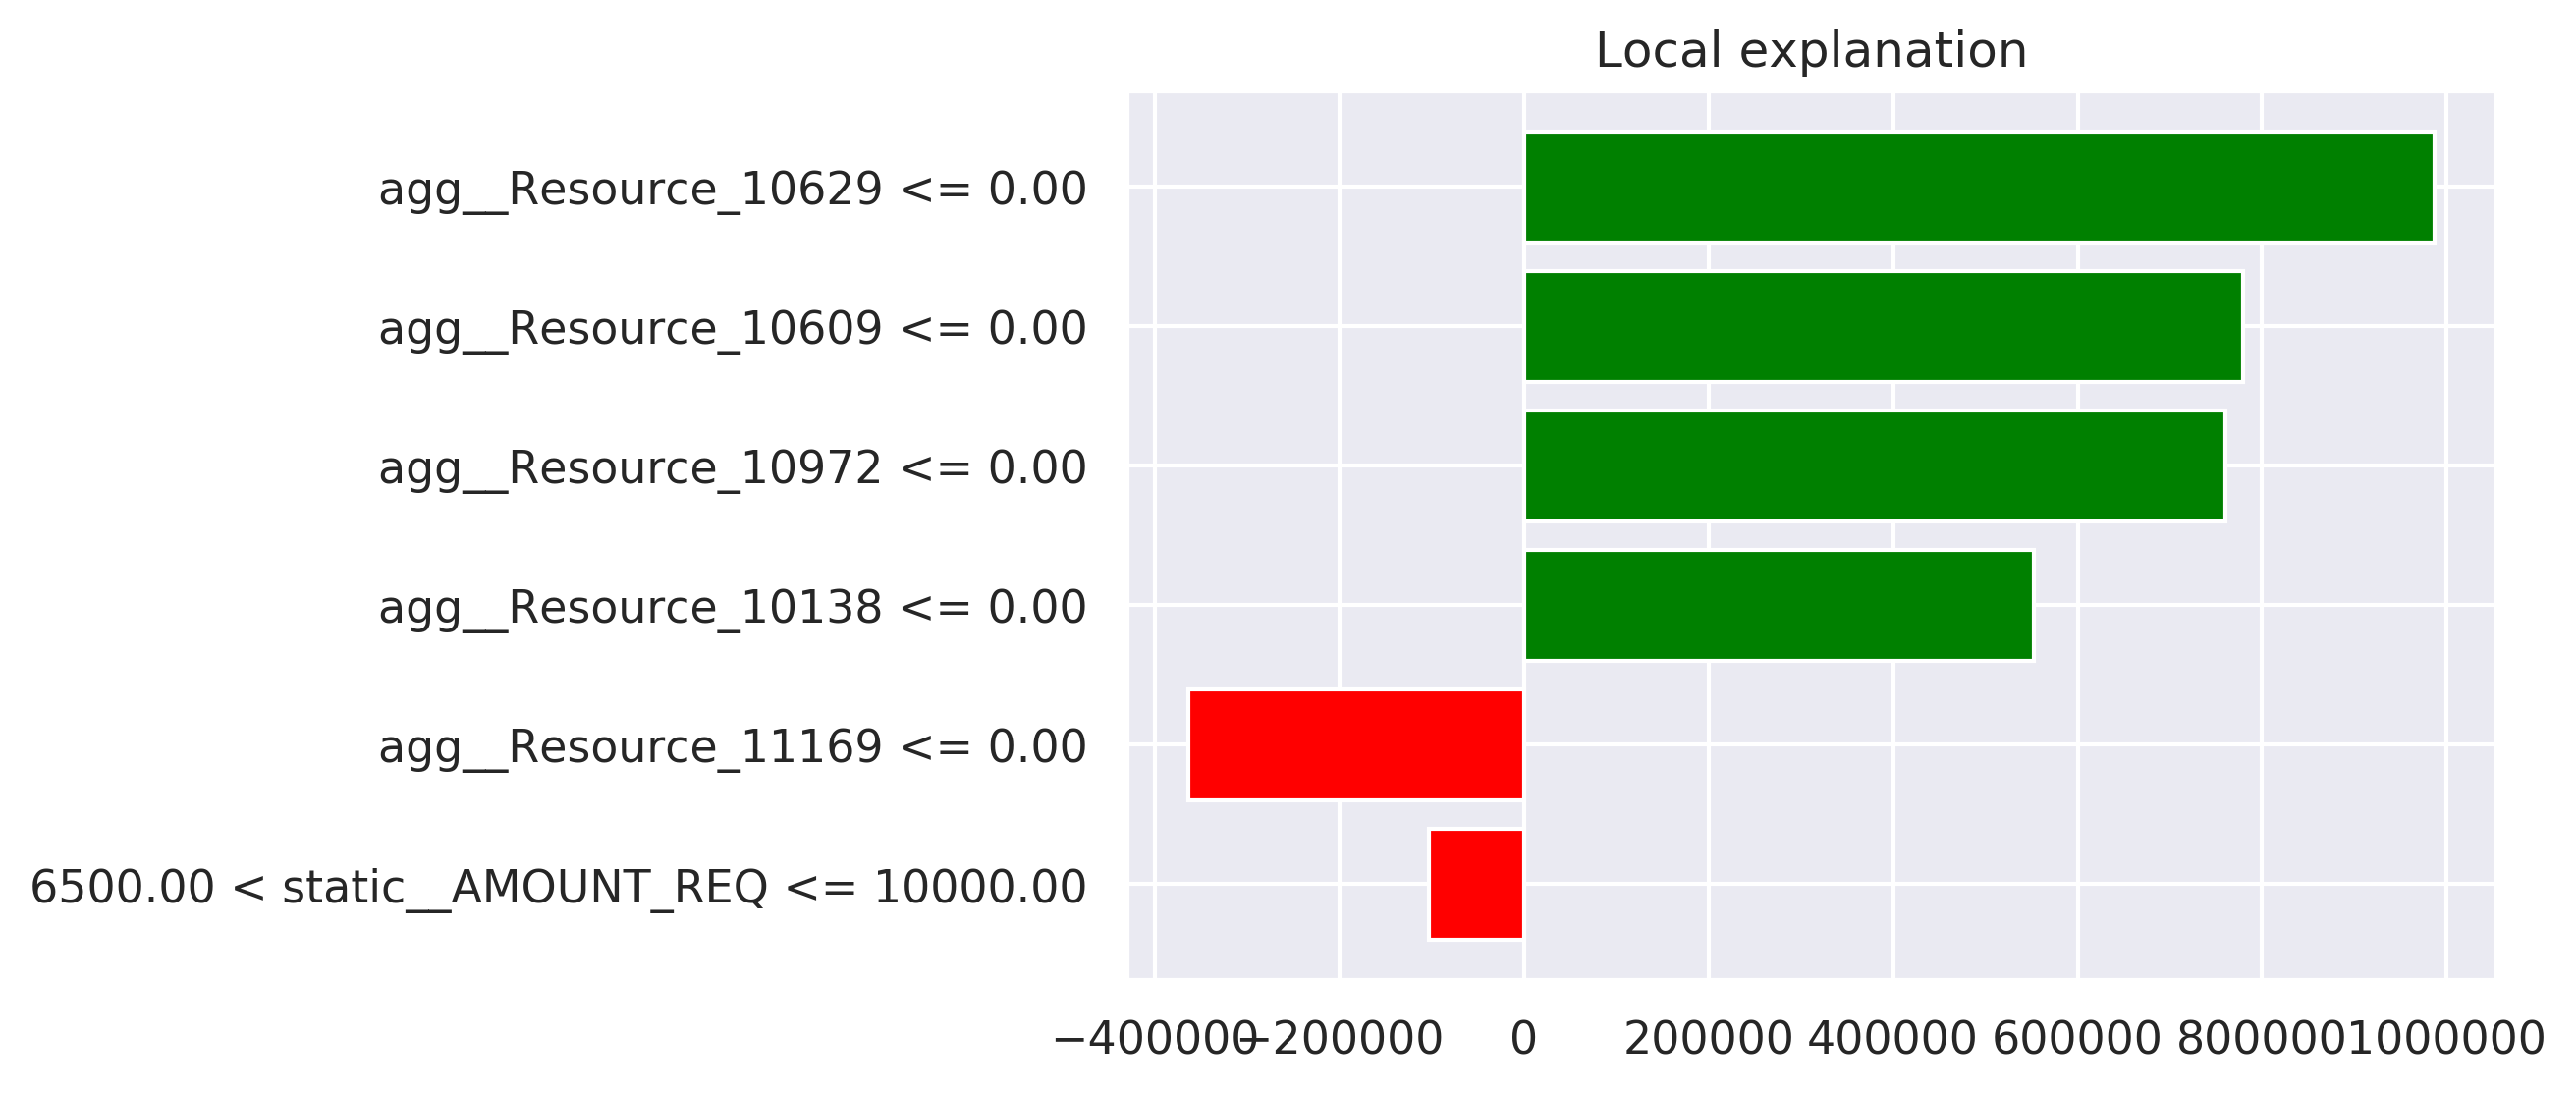 Local explanation
agg__Resource_10629 <= 0.00
agg__Resource_10609 <= 0.00
agg__Resource_10972 <= 0.00
agg__Resource_10138 <= 0.00
agg__Resource_11169 <= 0.00
6500.00 < static__AMOUNT_REQ <= 10000.00
−400000 −200000 0 200000 400000 600000 800000 1000000